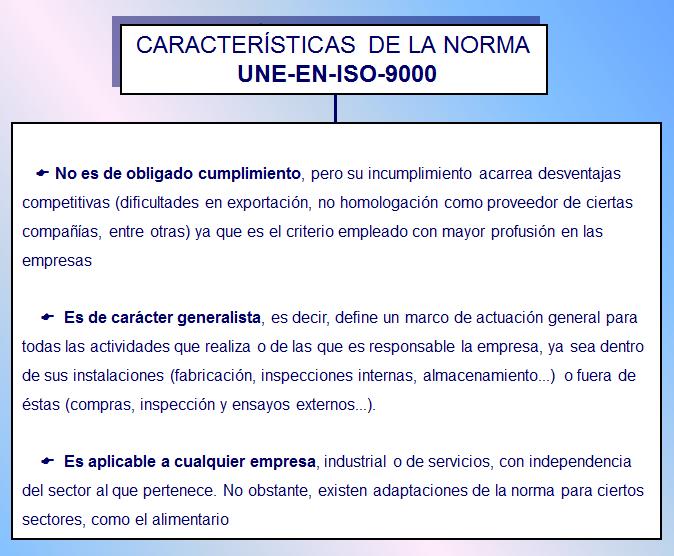 CARACTERÍSTICAS DE LA NORMA
UNE-EN-ISO-9000
☛ No es de obligado cumplimiento, pero su incumplimiento acarrea desventajas
competitivas (dificultades en exportación, no homologación como proveedor de ciertas
compañías, entre otras) ya que es el criterio empleado con mayor profusión en las
empresas
☛ Es de carácter generalista, es decir, define un marco de actuación general para
todas las actividades que realiza o de las que es responsable la empresa, ya sea dentro
de sus instalaciones (fabricación, inspecciones internas, almacenamiento...) o fuera de
éstas (compras, inspección y ensayos externos...).
☛ Es aplicable a cualquier empresa, industrial o de servicios, con independencia
del sector al que pertenece. No obstante, existen adaptaciones de la norma para ciertos
sectores, como el alimentario